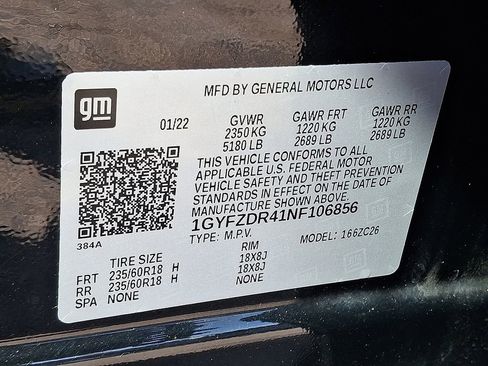 gm
MFD BY GENERAL MOTORS LLC
01/22 GVWR GAWR FRT GAWR RR
2350 KG 1220 KG 1220 KG
5180 LB 2689 LB 2689 LB
THIS VEHICLE CONFORMS TO ALL
APPLICABLE U.S. FEDERAL MOTOR
VEHICLE SAFETY AND THEFT PREVENTION
STANDARDS IN EFFECT ON THE DATE OF
MANUFACTURE SHOWN ABOVE.
1GYFZDR41NF106856
384A TYPE: M.P.V. MODEL: 166ZC26
TIRE SIZE RIM
FRT 235/60R18 H 18X8J
RR 235/60R18 H 18X8J
SPA NONE NONE